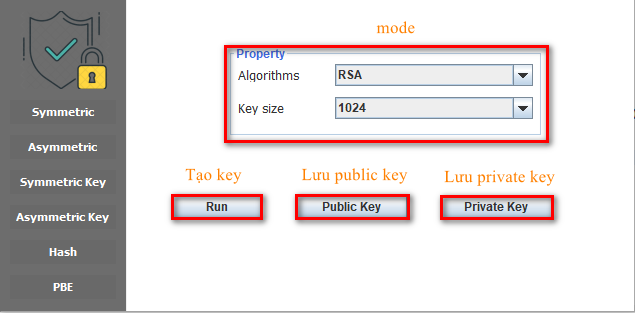 mode
Property
Algorithms RSA
Key size 1024
Symmetric
Asymmetric
Symmetric Key
Asymmetric Key
Hash
PBE
Tạo key Lưu public key Lưu private key
Run Public Key Private Key